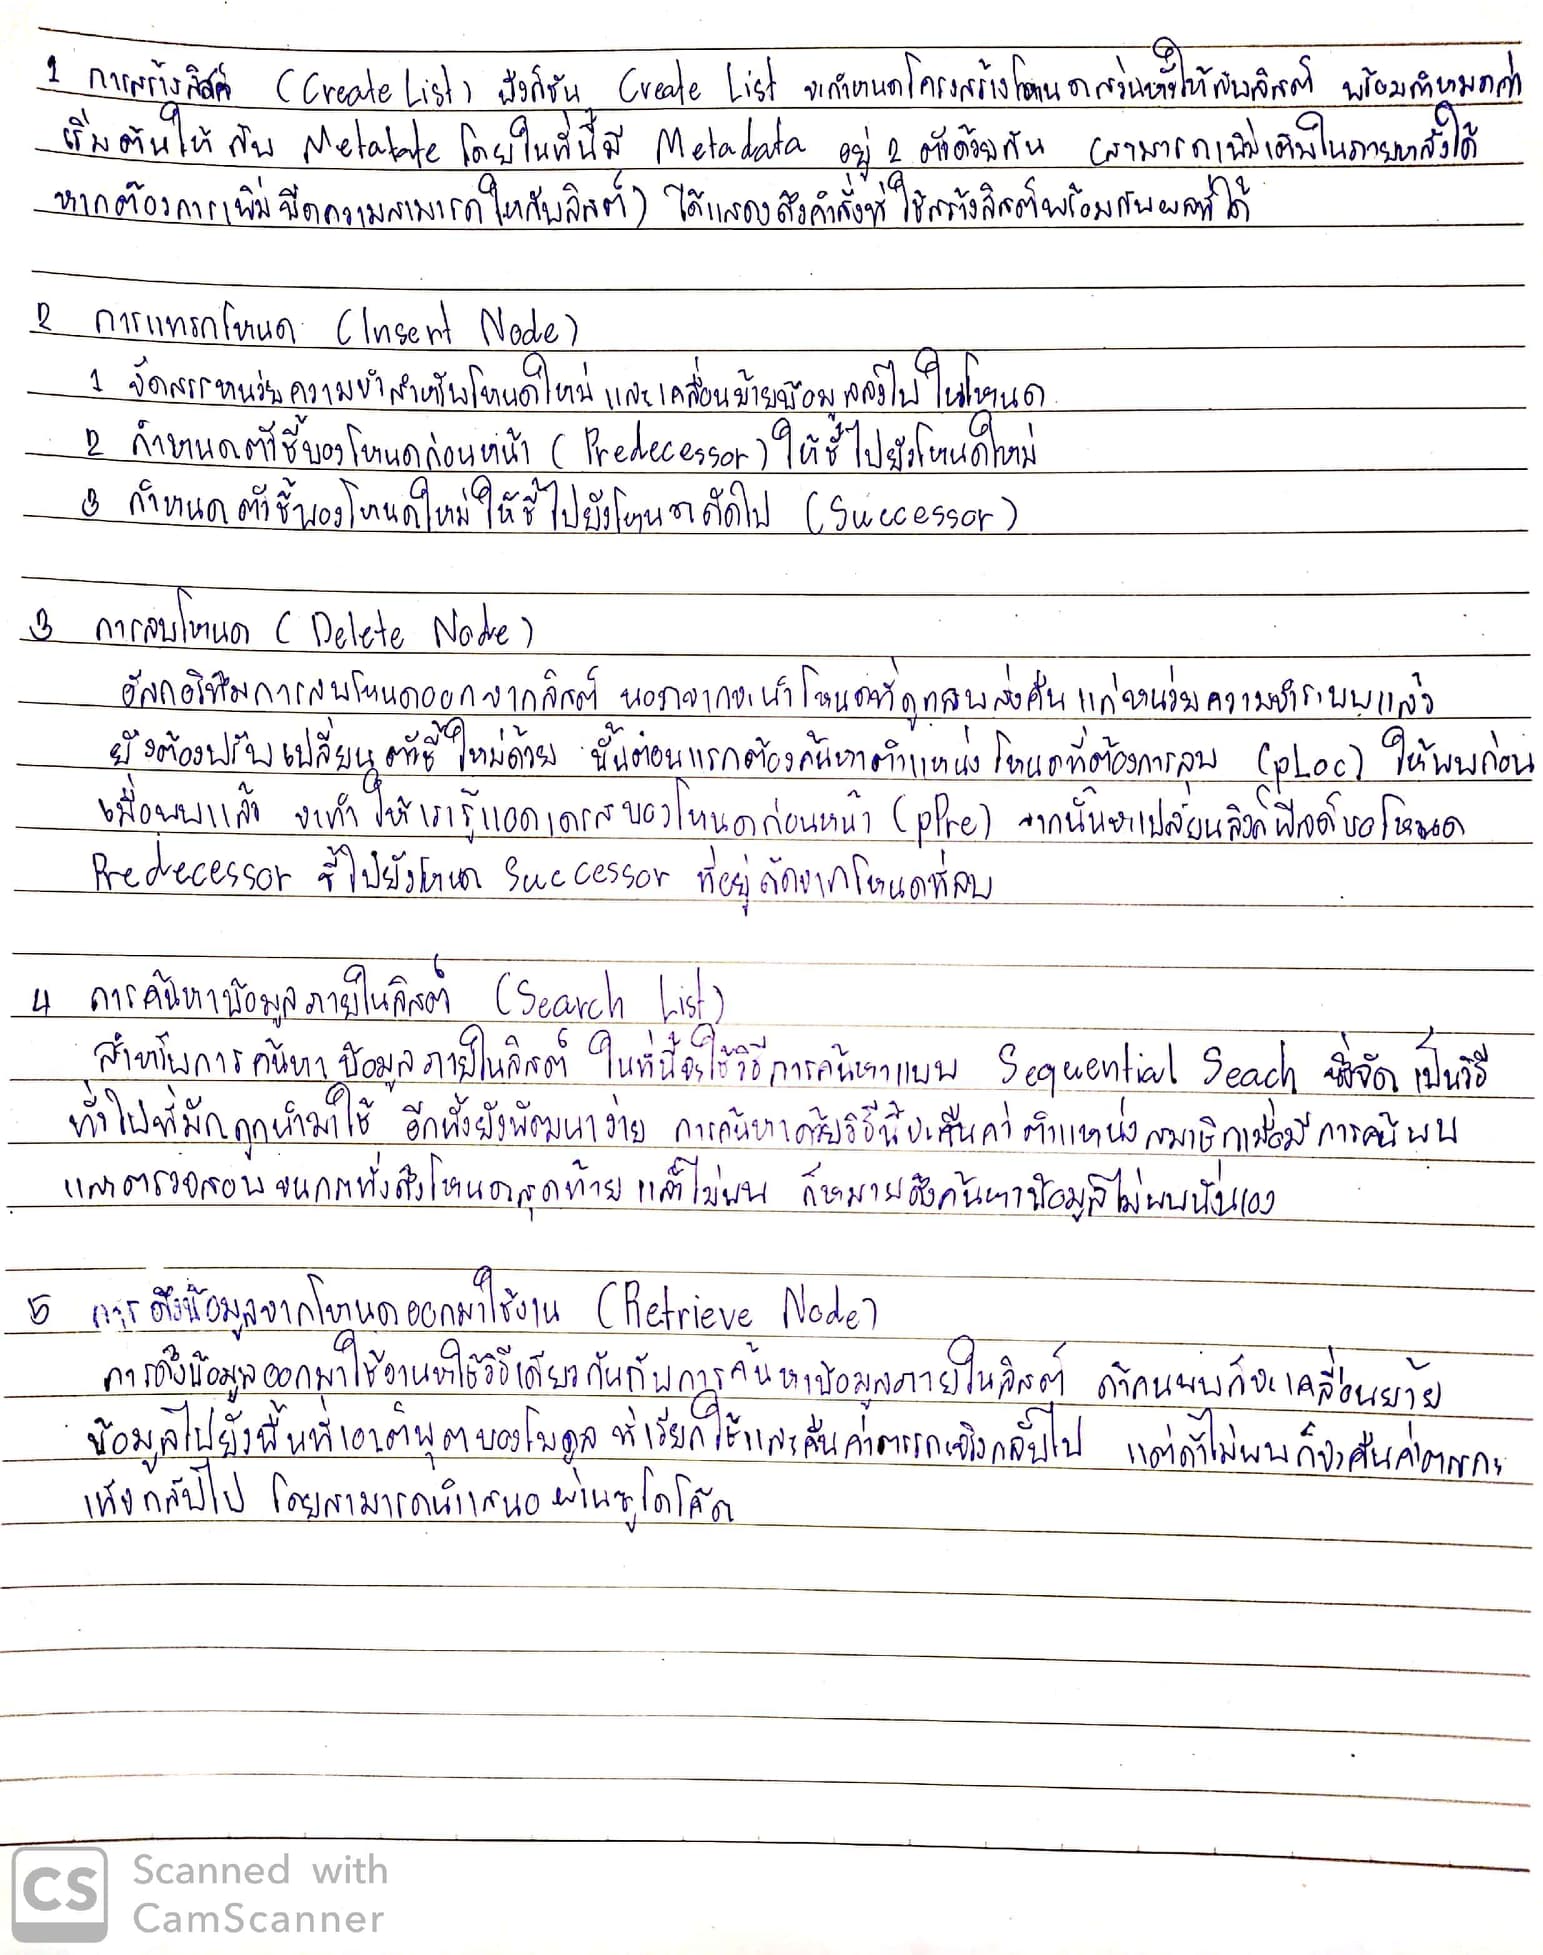 1 การสร้างลิสต์ (Create List) ฟังก์ชัน Create List จะกำหนดโครงสร้างโหนดส่วนหัวให้กับลิสต์ พร้อมกำหนดค่า
เริ่มต้นให้ กับ Metatate โดยในที่นี้มี Metadata อยู่ 2 ตัวด้วยกัน (สามารถเพิ่มเติมในภายหลังได้
หากต้องการเพิ่มขีดความสามารถให้กับลิสต์) ได้แสดงถึงคำสั่งที่ใช้สร้างลิสต์พร้อมกับผลที่ได้
2 การแทรกโหนด (Insert Node)
1 จัดสรรหน่วยความจำสำหรับโหนดใหม่ และเคลื่อนย้ายข้อมูลลงไปในโหนด
2 กำหนดตัวชี้ของโหนดก่อนหน้า (Predecessor) ให้ชี้ไปยังโหนดใหม่
3 กำหนดตัวชี้ของโหนดใหม่ให้ชี้ไปยังโหนดถัดไป (Successor)
3 การลบโหนด (Delete Node)
อัลกอริทึมการลบโหนดออกจากลิสต์ นอกจากจะนำโหนดที่ถูกลบส่งคืนแก่หน่วยความจำระบบแล้ว
ยังต้องปรับเปลี่ยนตัวชี้ใหม่ด้วย ขั้นตอนแรกต้องค้นหาตำแหน่งโหนดที่ต้องการลบ (pLoc) ให้พบก่อน
เมื่อพบแล้ว จะทำให้เรารู้แอดเดรสของโหนดก่อนหน้า (pPre) จากนั้นจะเปลี่ยนลิงก์ฟิลด์ของโหนด
Predecessor ชี้ไปยังโหนด Successor ที่อยู่ถัดจากโหนดที่ลบ
4 การค้นหาข้อมูลภายในลิสต์ (Search List)
สำหรับการค้นหาข้อมูลภายในลิสต์ ในที่นี้จะใช้วิธีการค้นหาแบบ Sequential Seach ซึ่งจัดเป็นวิธี
ทั่วไปที่มักถูกนำมาใช้ อีกทั้งยังพัฒนาง่าย การค้นหาด้วยวิธีนี้จะคืนค่าตำแหน่งสมาชิกเมื่อมีการค้นพบ
และตรวจสอบจนกระทั่งถึงโหนดสุดท้ายแล้วไม่พบ ก็หมายถึงค้นหาข้อมูลไม่พบนั่นเอง
5 การดึงข้อมูลจากโหนดออกมาใช้งาน (Retrieve Node)
การดึงข้อมูลออกมาใช้งานจะใช้วิธีเดียวกันกับการค้นหาข้อมูลภายในลิสต์ ถ้าค้นพบก็จะเคลื่อนย้าย
ข้อมูลไปยังพื้นที่เอาต์พุตของโมดูล ที่เรียกใช้และคืนค่าตรรกะจริงกลับไป แต่ถ้าไม่พบก็จะคืนค่าตรรกะ
เท็จกลับไป โดยสามารถนำเสนอผ่านซูโดโค้ด
CS Scanned with
CamScanner